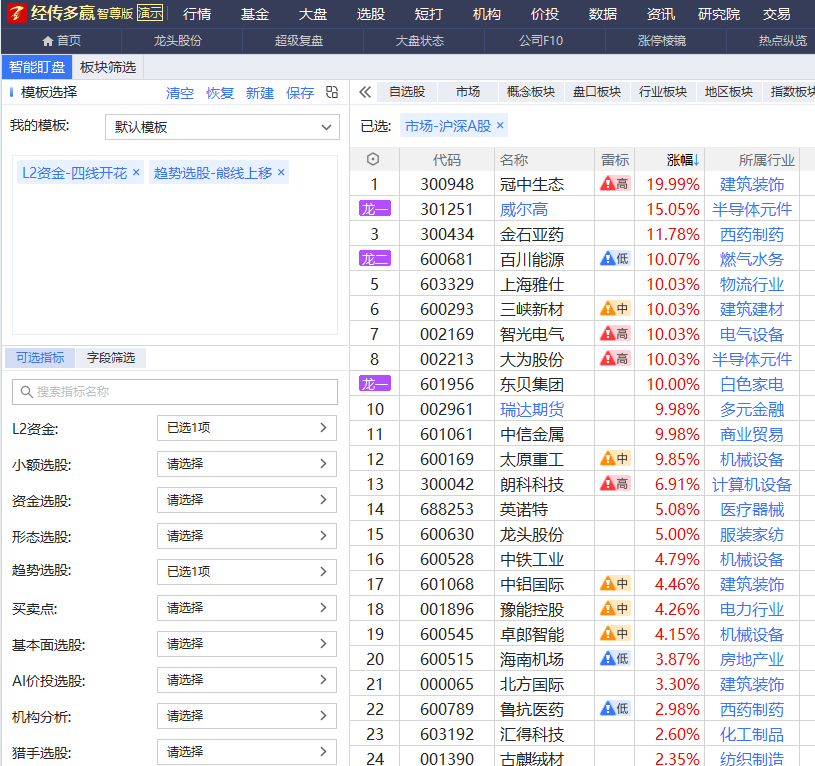 经传多赢 智尊版 演示 行情 基金 大盘 选股 短打 机构 价投 数据 资讯 研究院 交易
首页 龙头股份 超级复盘 大盘状态 公司F10 涨停棱镜 热点纵览
智能盯盘 板块筛选
模板选择 清空 恢复 新建 保存
我的模板: 默认模板
L2资金-四线开花 × 趋势选股-熊线上移 ×
可选指标 字段筛选
搜索指标名称
L2资金: 已选1项
小额选股: 请选择
资金选股: 请选择
形态选股: 请选择
趋势选股: 已选1项
买卖点: 请选择
基本面选股: 请选择
AI价投选股: 请选择
机构分析: 请选择
猎手选股: 请选择
自选股 市场 概念板块 盘口板块 行业板块 地区板块 指数板块
已选: 市场-沪深A股 ×
代码 名称 雷标 涨幅↓ 所属行业
1 300948 冠中生态 高 19.99% 建筑装饰
龙一 301251 威尔高 15.05% 半导体元件
3 300434 金石亚药 11.78% 西药制药
龙二 600681 百川能源 低 10.07% 燃气水务
5 603329 上海雅仕 10.03% 物流行业
6 600293 三峡新材 中 10.03% 建筑建材
7 002169 智光电气 高 10.03% 电气设备
8 002213 大为股份 高 10.03% 半导体元件
龙一 601956 东贝集团 10.00% 白色家电
10 002961 瑞达期货 9.98% 多元金融
11 601061 中信金属 9.98% 商业贸易
12 600169 太原重工 中 9.85% 机械设备
13 300042 朗科科技 高 6.91% 计算机设备
14 688253 英诺特 5.08% 医疗器械
15 600630 龙头股份 5.00% 服装家纺
16 600528 中铁工业 4.79% 机械设备
17 601068 中铝国际 中 4.46% 建筑装饰
18 001896 豫能控股 中 4.26% 电力行业
19 600545 卓郎智能 中 4.15% 机械设备
20 600515 海南机场 低 3.87% 房地产业
21 000065 北方国际 3.30% 建筑装饰
22 600789 鲁抗医药 低 2.98% 西药制药
23 603192 汇得科技 2.60% 化工制品
24 001390 古麒绒材 2.35% 纺织制造